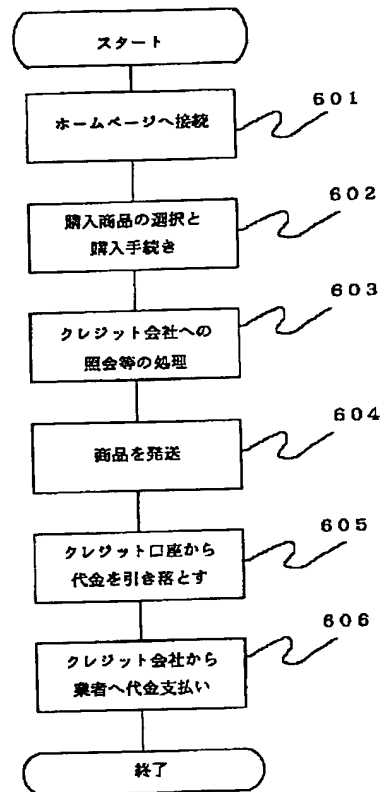 スタート
ホームページへ接続
601
購入商品の選択と
購入手続き
602
クレジット会社への
照会等の処理
603
商品を発送
604
クレジット口座から
代金を引き落とす
605
クレジット会社から
業者へ代金支払い
606
終了